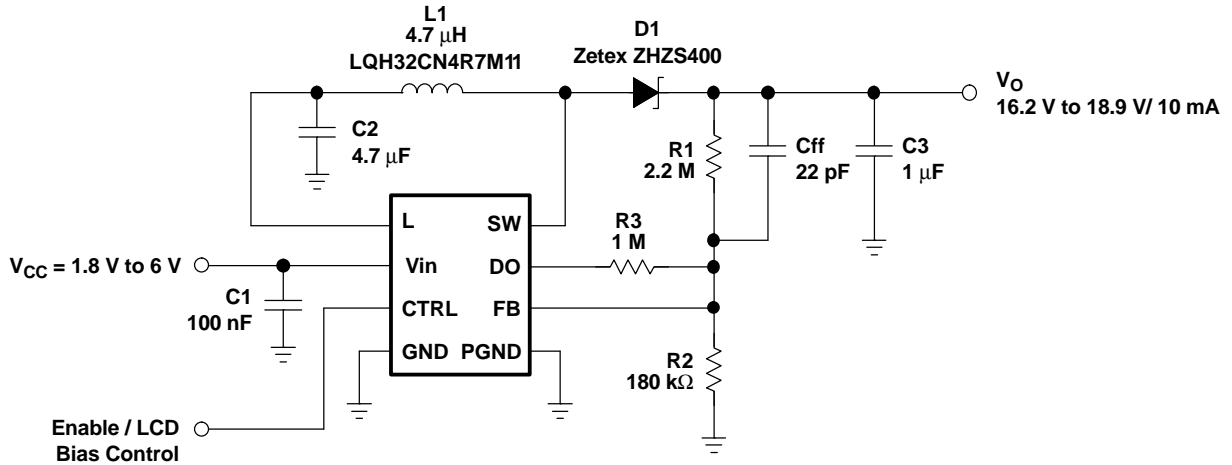 L1
4.7 μH
LQH32CN4R7M11
D1
Zetex ZHZS400
VO
16.2 V to 18.9 V/ 10 mA
C2
4.7 μF
R1
2.2 M
Cff
22 pF
C3
1 μF
L
SW
R3
1 M
VCC = 1.8 V to 6 V
Vin
DO
C1
100 nF
CTRL
FB
GND
PGND
R2
180 kΩ
Enable / LCD
Bias Control